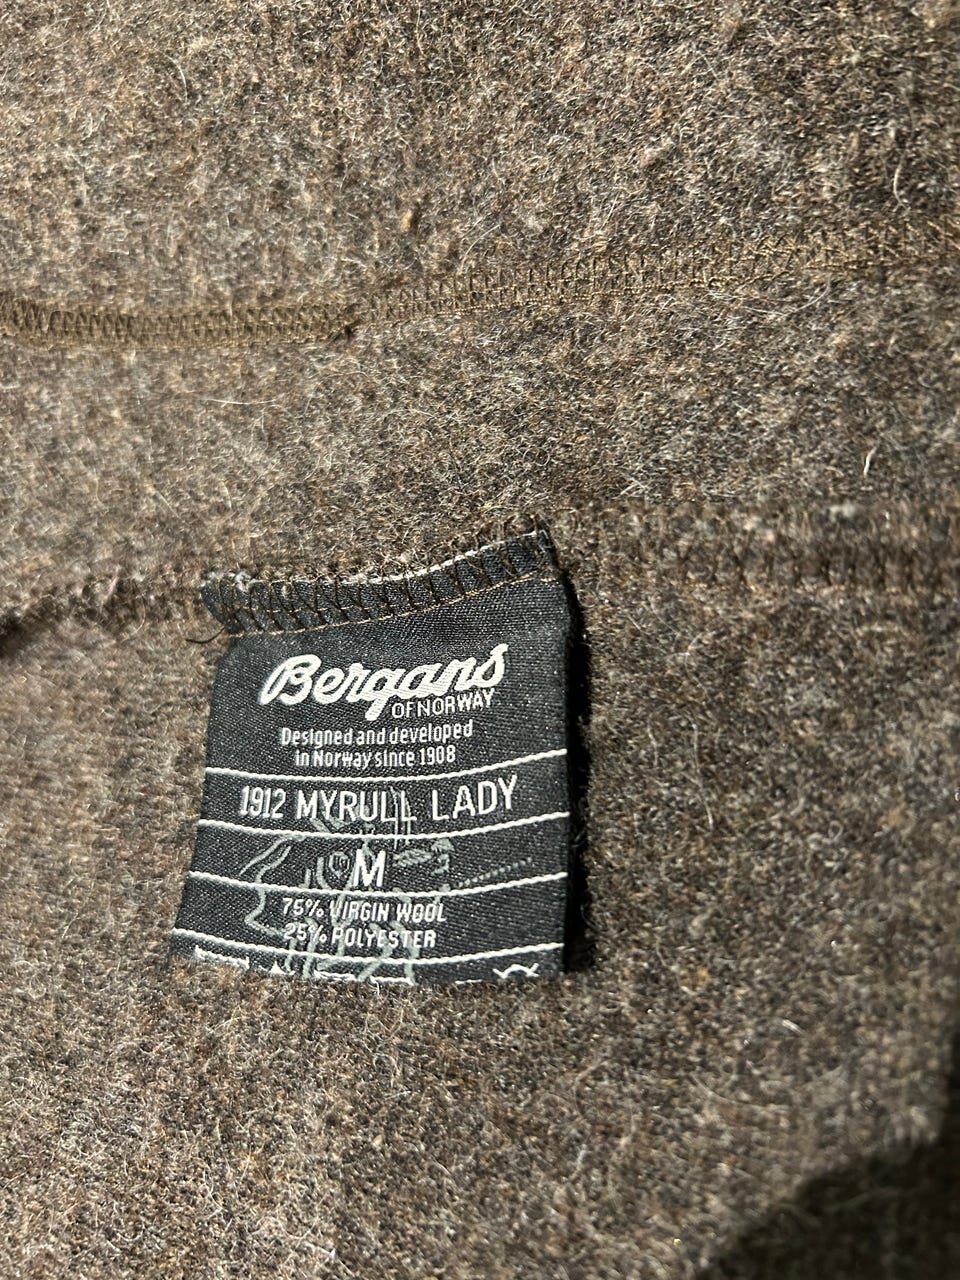 Bergans
OF NORWAY
Designed and developed
in Norway since 1908
1912 MYRULL LADY
M
75% VIRGIN WOOL
25% POLYESTER